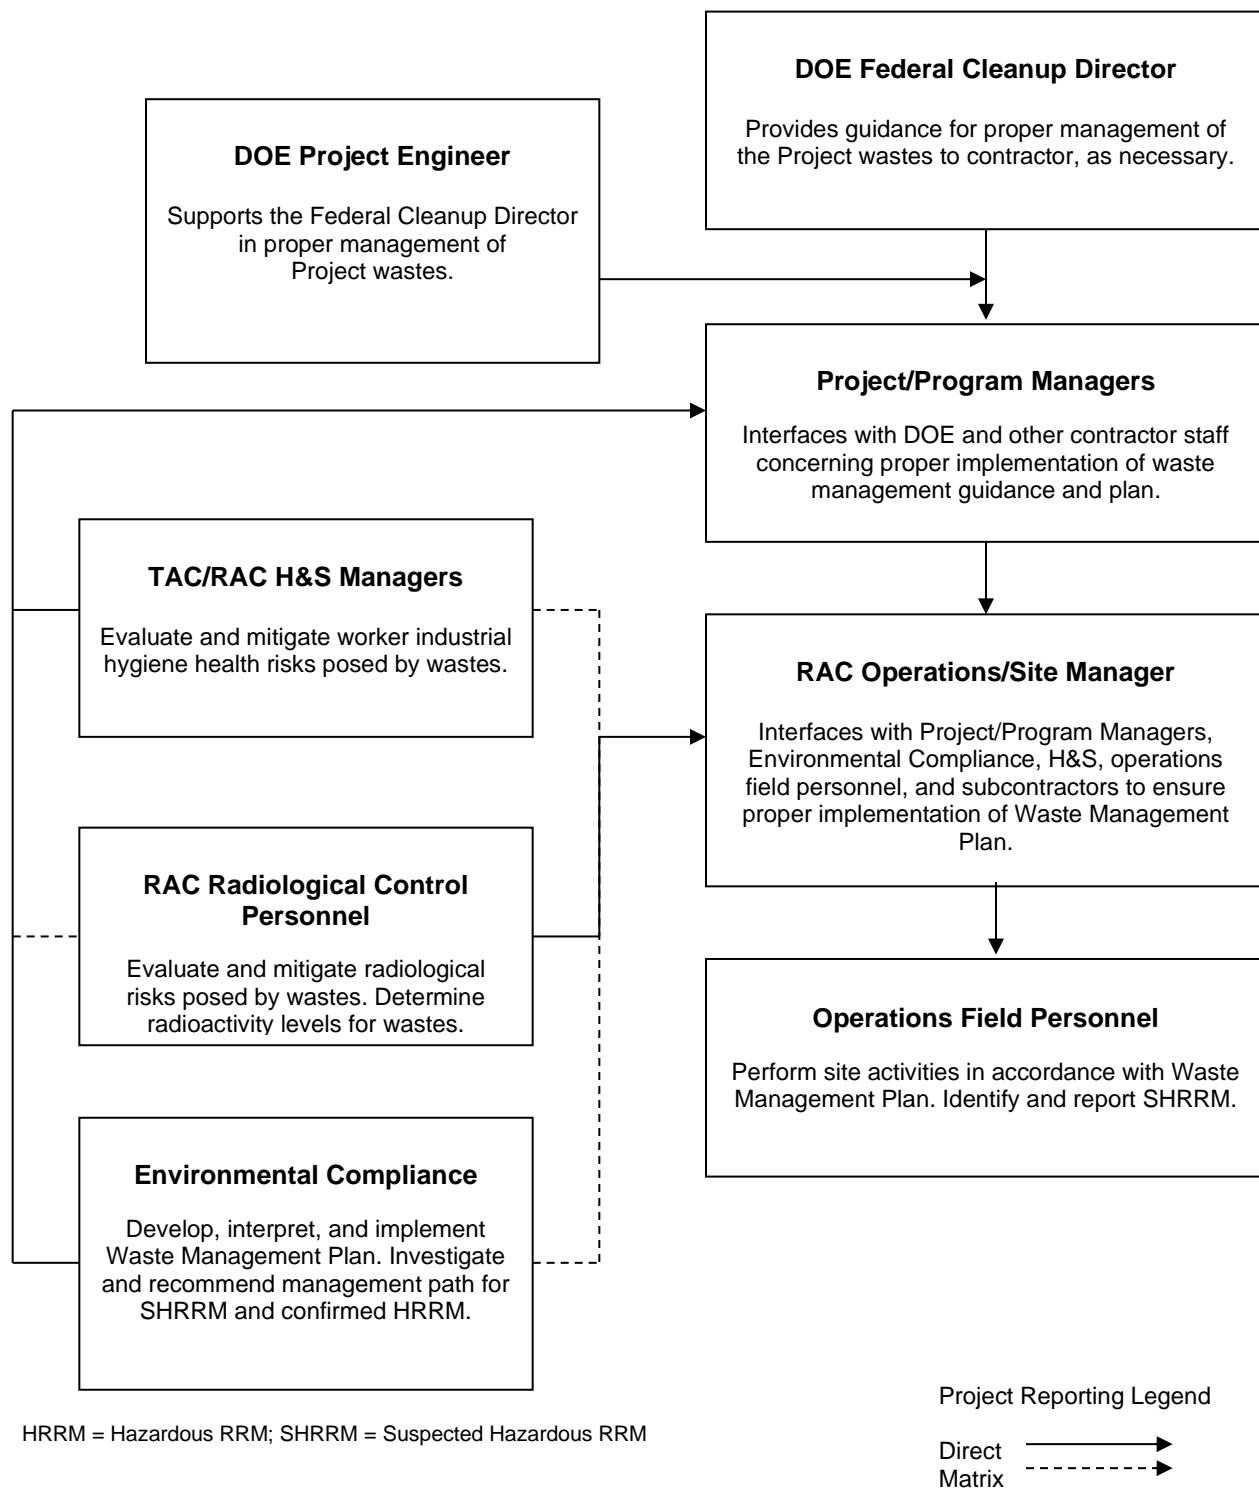 DOE Federal Cleanup Director
Provides guidance for proper management of
the Project wastes to contractor, as necessary.
DOE Project Engineer
Supports the Federal Cleanup Director
in proper management of
Project wastes.
Project/Program Managers
Interfaces with DOE and other contractor staff
concerning proper implementation of waste
management guidance and plan.
TAC/RAC H&S Managers
Evaluate and mitigate worker industrial
hygiene health risks posed by wastes.
RAC Operations/Site Manager
Interfaces with Project/Program Managers,
Environmental Compliance, H&S, operations
field personnel, and subcontractors to ensure
proper implementation of Waste Management
Plan.
RAC Radiological Control
Personnel
Evaluate and mitigate radiological
risks posed by wastes. Determine
radioactivity levels for wastes.
Operations Field Personnel
Perform site activities in accordance with Waste
Management Plan. Identify and report SHRRM.
Environmental Compliance
Develop, interpret, and implement
Waste Management Plan. Investigate
and recommend management path for
SHRRM and confirmed HRRM.
HRRM = Hazardous RRM; SHRRM = Suspected Hazardous RRM
Project Reporting Legend
Direct
Matrix